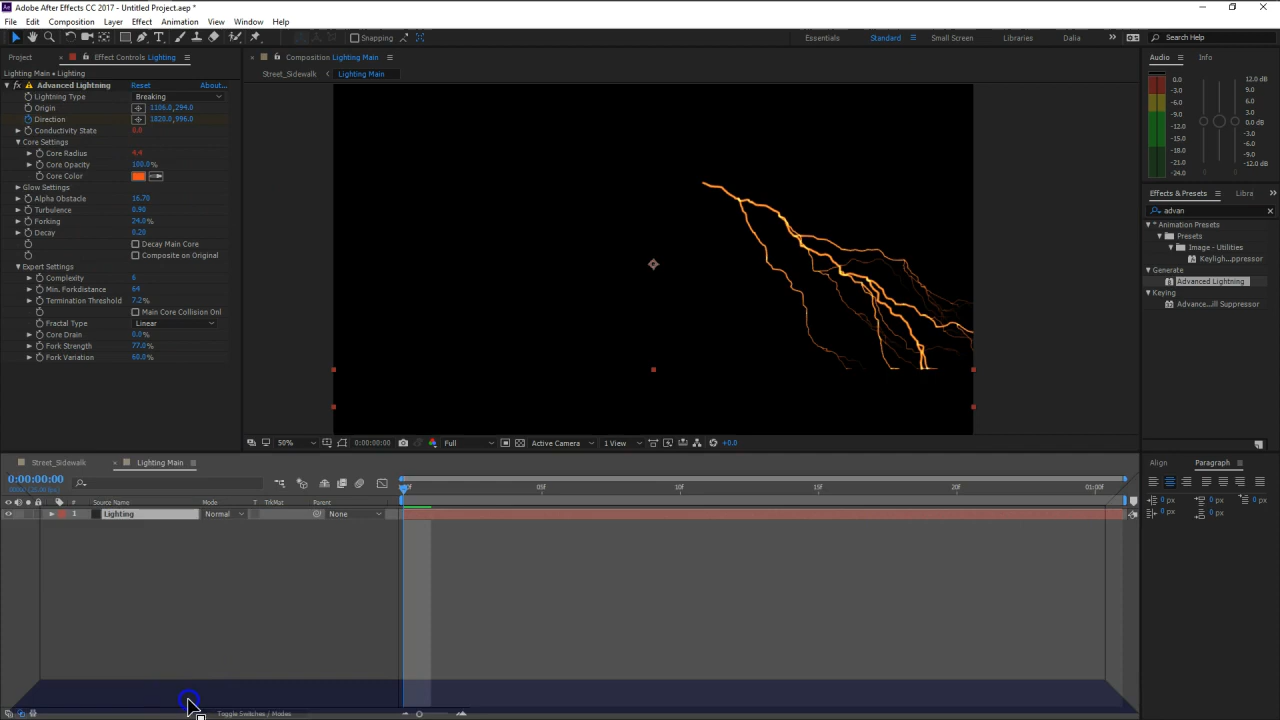 Adobe After Effects CC 2017 - Untitled Project.aep *
File Edit Composition Layer Effect Animation View Window Help
Snapping
Essentials Standard Small Screen Libraries Dalia Search Help
Project Effect Controls Lighting
Composition Lighting Main
Audio Info
Lighting Main • Lighting
Street_Sidewalk Lighting Main
fx Advanced Lightning Reset About...
Lightning Type Breaking
Origin 1106.0,294.0
Direction 1820.0,996.0
Conductivity State 8.0
Core Settings
Core Radius 4.4
Core Opacity 100.0%
Core Color
Glow Settings
Alpha Obstacle 16.70
Turbulence 0.90
Forking 24.0%
Decay 0.20
Decay Main Core
Composite on Original
Expert Settings
Complexity 6
Min. Forkdistance 64
Termination Threshold 7.2%
Main Core Collision Onl
Fractal Type Linear
Core Drain 0.0%
Fork Strength 77.0%
Fork Variation 60.0%
0.0 12.0 dB
-3.0 9.0
-6.0 6.0
-9.0 3.0
-12.0 0.0 dB
-15.0 -3.0
-18.0 -6.0
-21.0 -9.0
-24.0 -12.0 dB
Effects & Presets Libra
advan
* Animation Presets
Presets
Image - Utilities
Keyligh...ppressor
Generate
Advanced Lightning
Keying
Advance...ill Suppressor
50% 0:00:00:00 Full Active Camera 1 View +0.0
Street_Sidewalk Lighting Main
Align Paragraph
0:00:00:00
# Source Name Mode T TrkMat Parent
05f 10f 15f 20f 01:00f
1 Lighting Normal None
0 px 0 px 0 px
0 px 0 px
Toggle Switches / Modes